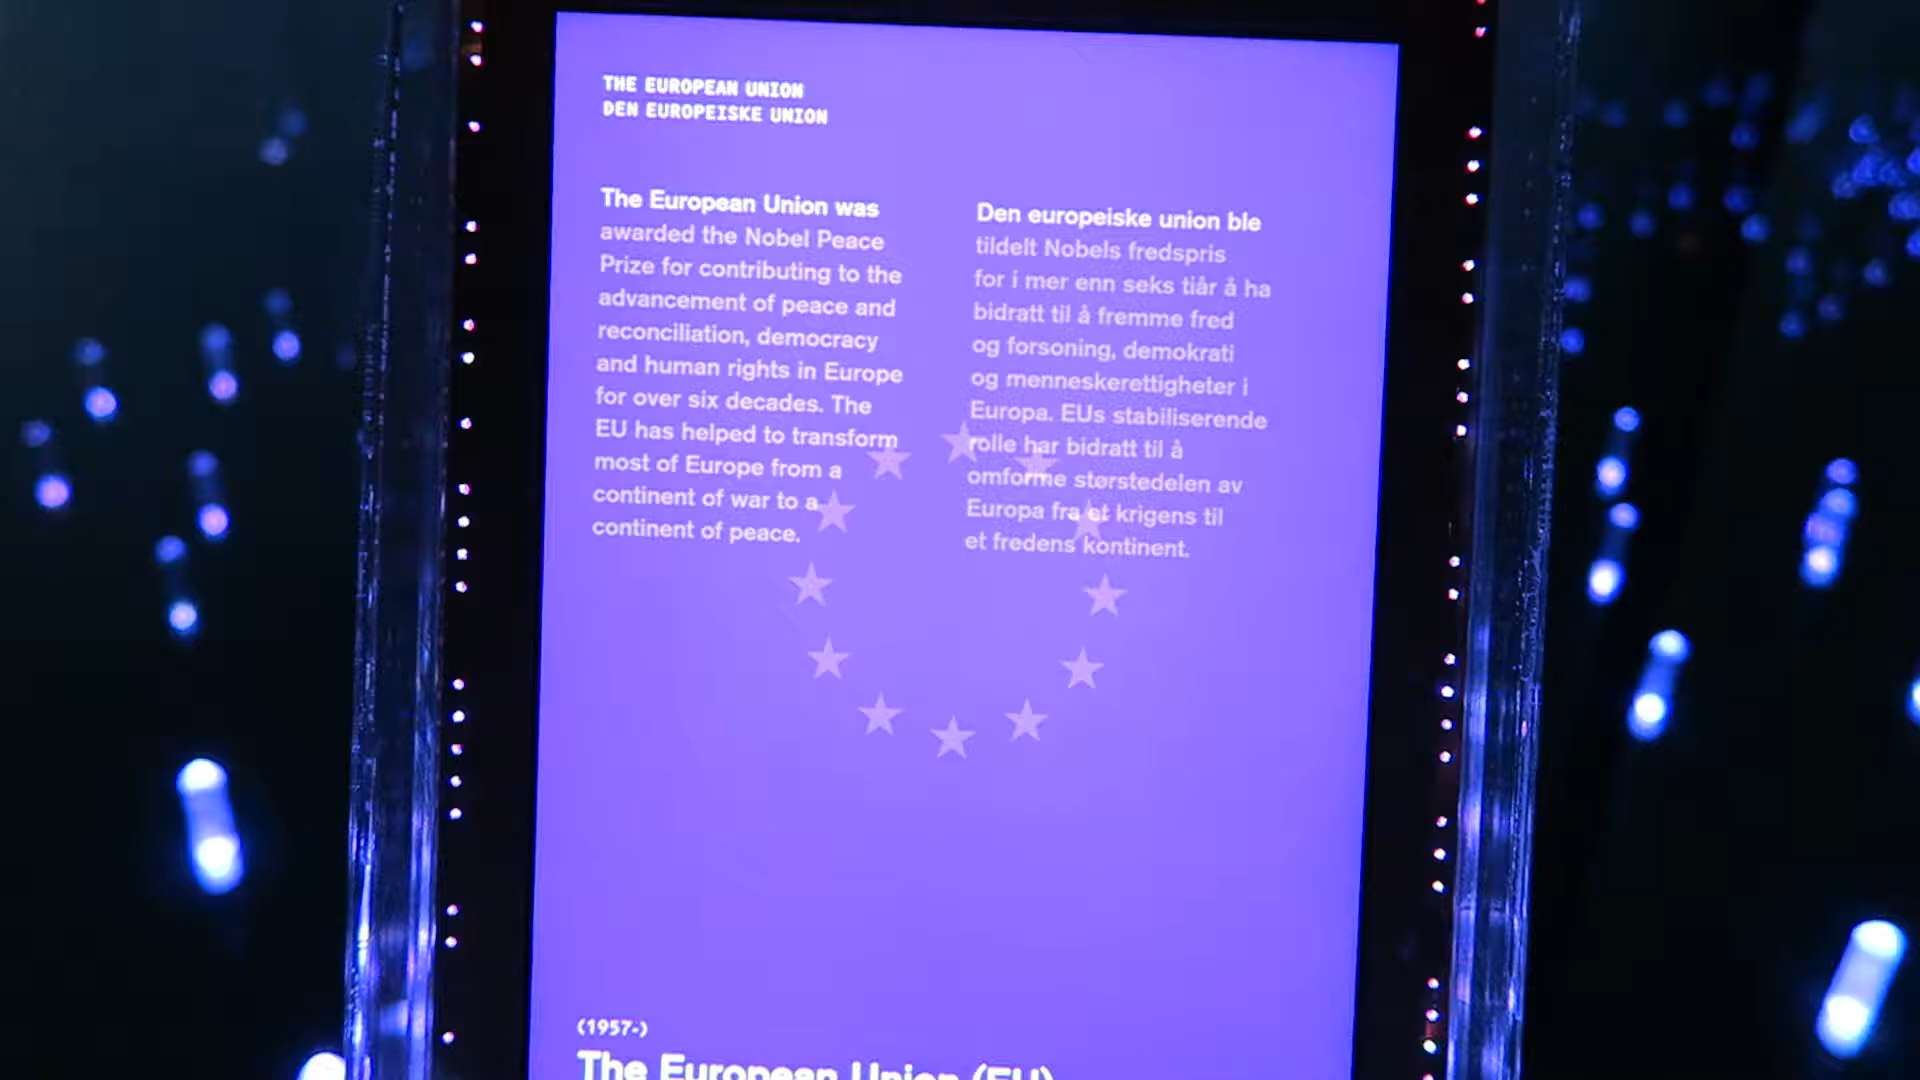 THE EUROPEAN UNION
DEN EUROPEISKE UNION
The European Union was
awarded the Nobel Peace
Prize for contributing to the
advancement of peace and
reconciliation, democracy
and human rights in Europe
for over six decades. The
EU has helped to transform
most of Europe from a
continent of war to a
continent of peace.
Den europeiske union ble
tildelt Nobels fredspris
for i mer enn seks tiår å ha
bidratt til å fremme fred
og forsoning, demokrati
og menneskerettigheter i
Europa. EUs stabiliserende
rolle har bidratt til å
omforme størstedelen av
Europa fra et krigens til
et fredens kontinent.
(1957-)
The European Union (EU)